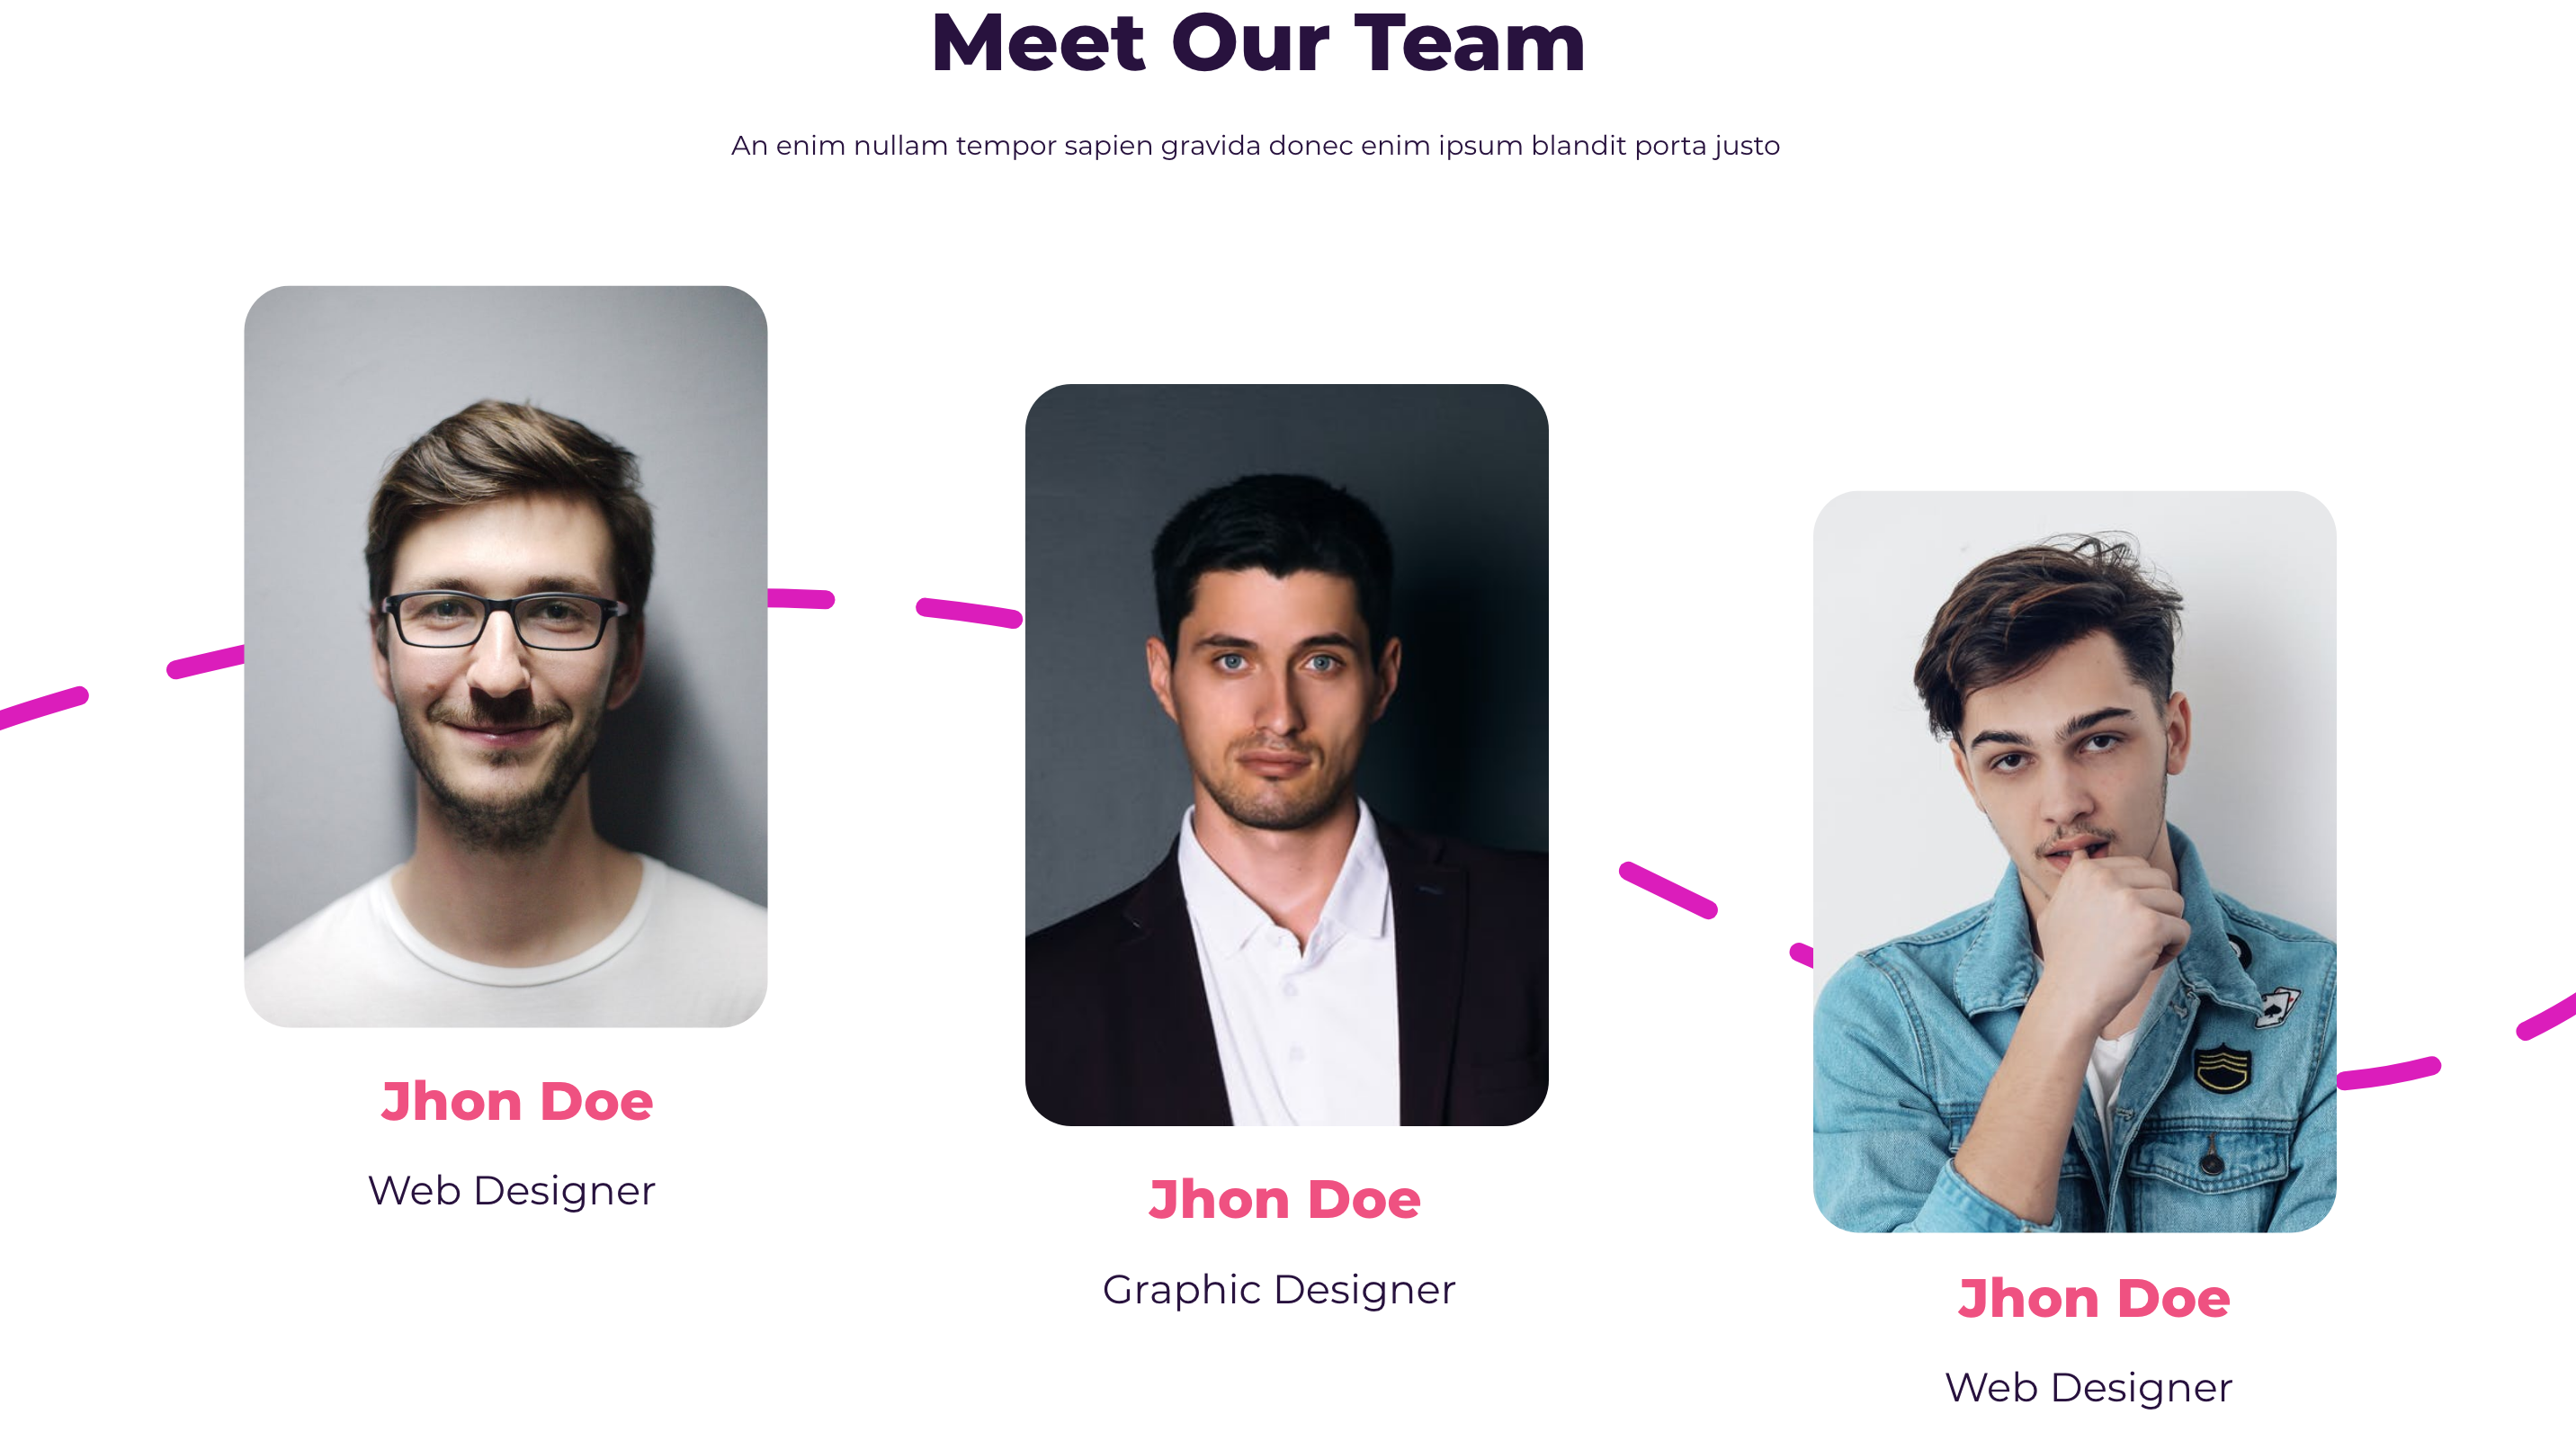 Meet Our Team
An enim nullam tempor sapien gravida donec enim ipsum blandit porta justo
Jhon Doe
Web Designer
Jhon Doe
Graphic Designer
Jhon Doe
Web Designer